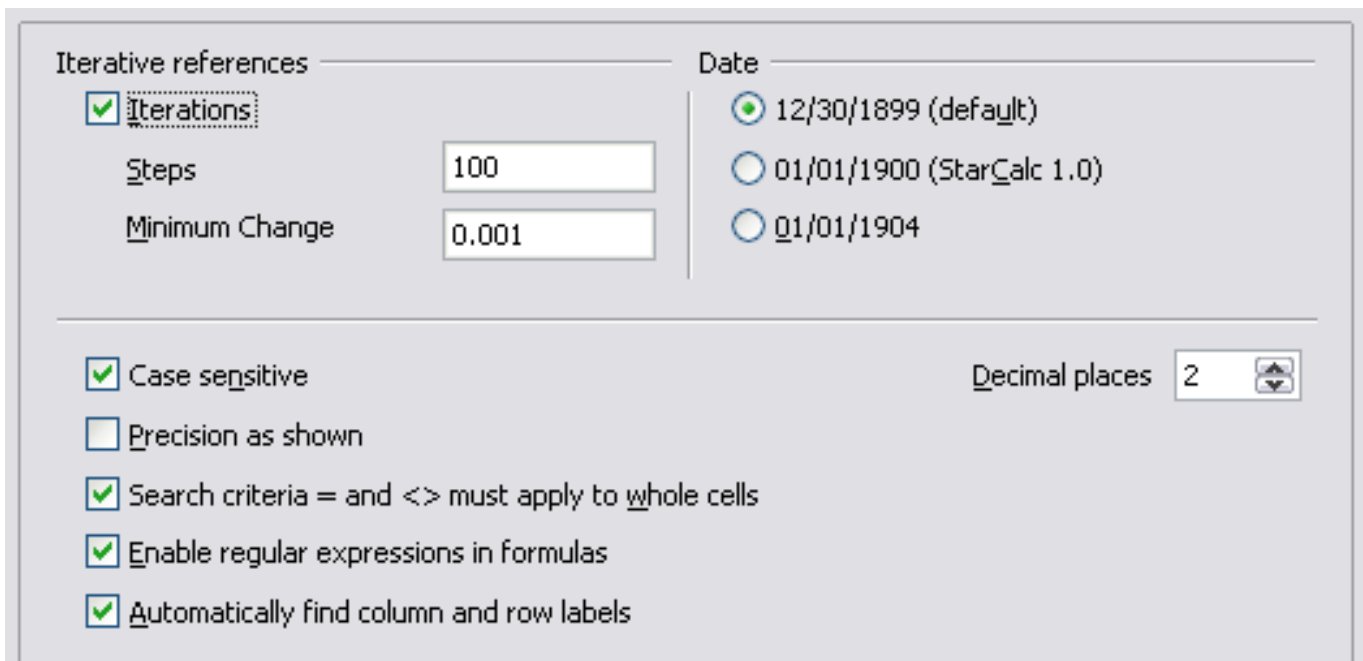 Iterative references
Iterations
Steps 100
Minimum Change 0.001
Date
12/30/1899 (default)
01/01/1900 (StarCalc 1.0)
01/01/1904
Case sensitive
Decimal places 2
Precision as shown
Search criteria = and <> must apply to whole cells
Enable regular expressions in formulas
Automatically find column and row labels